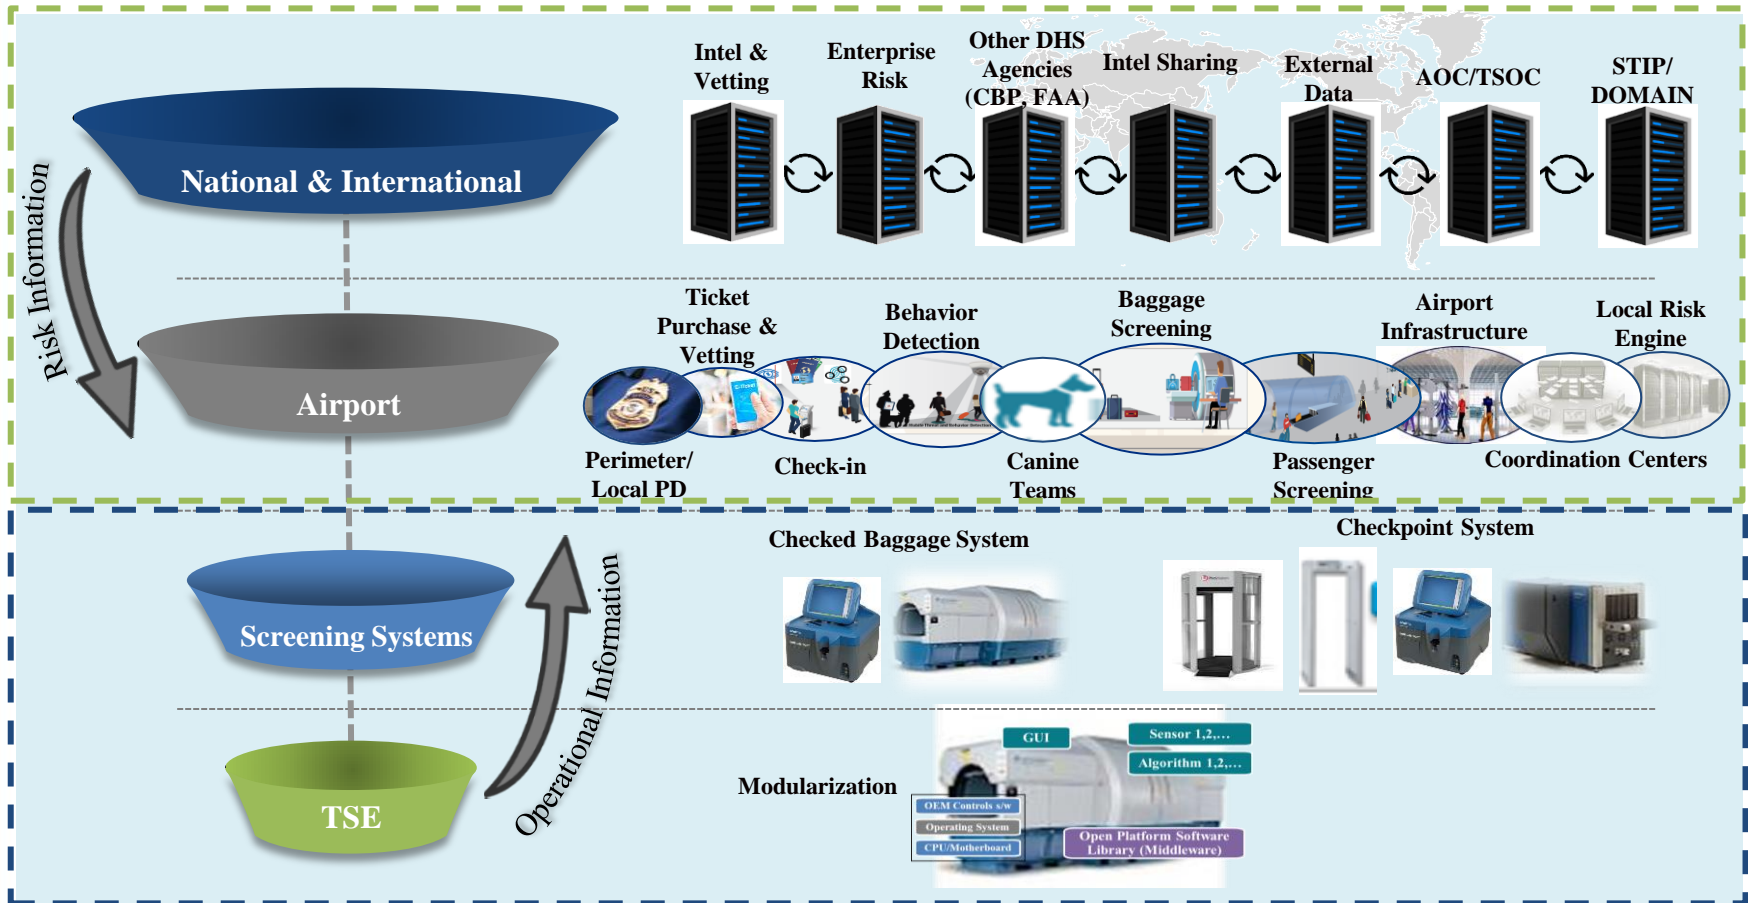 Intel &
Vetting
Enterprise
Risk
Other DHS
Agencies
(CBP, FAA)
Intel Sharing
External
Data
AOC/TSOC
STIP/
DOMAIN
National & International
Risk Information
Ticket
Purchase &
Vetting
Behavior
Detection
Baggage
Screening
Airport
Infrastructure
Local Risk
Engine
Airport
Perimeter/
Local PD
Check-in
Canine
Teams
Passenger
Screening
Coordination Centers
Checked Baggage System
Checkpoint System
Screening Systems
Operational Information
GUI
Sensor 1,2,...
Algorithm 1,2,...
Modularization
OEM Controls s/w
Operating System
CPU/Motherboard
Open Platform Software
Library (Middleware)
TSE